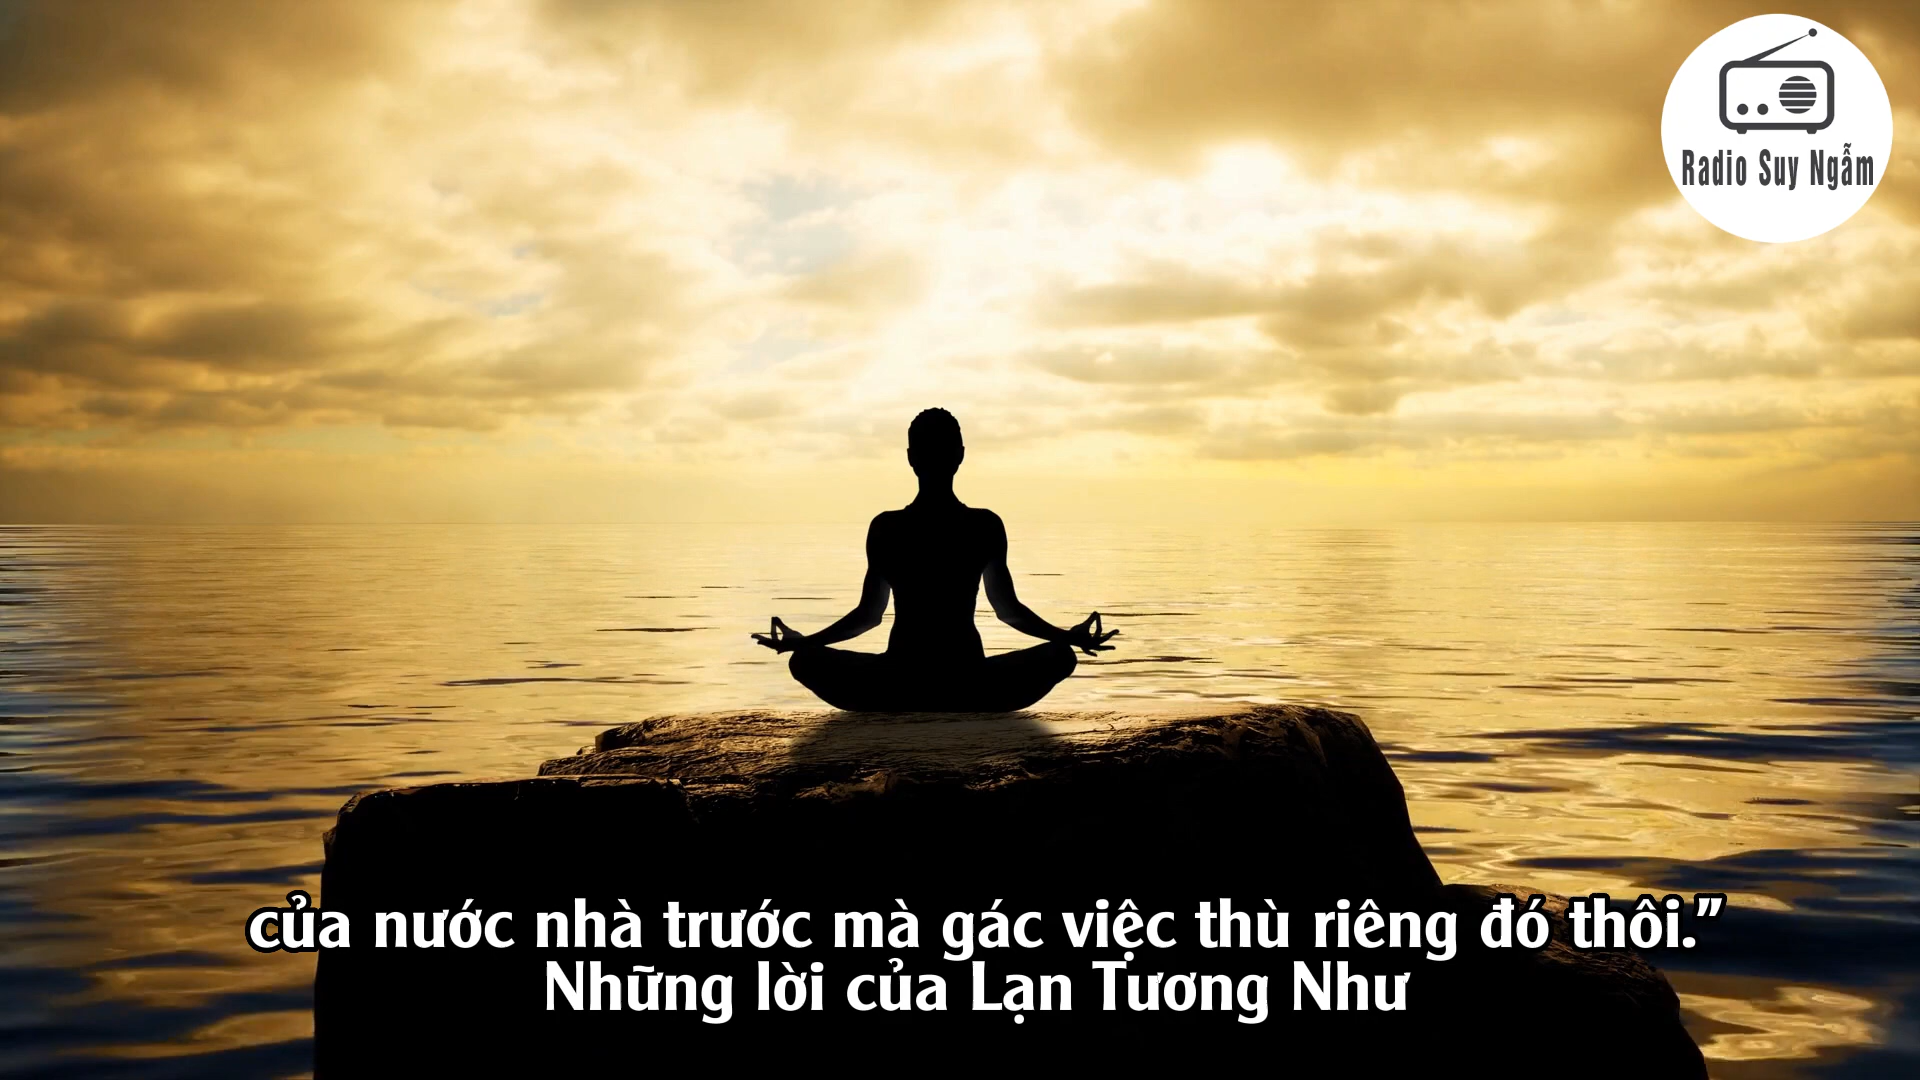 Radio Suy Ngẫm
của nước nhà trước mà gác việc thù riêng đó thôi.”
Những lời của Lạn Tương Như